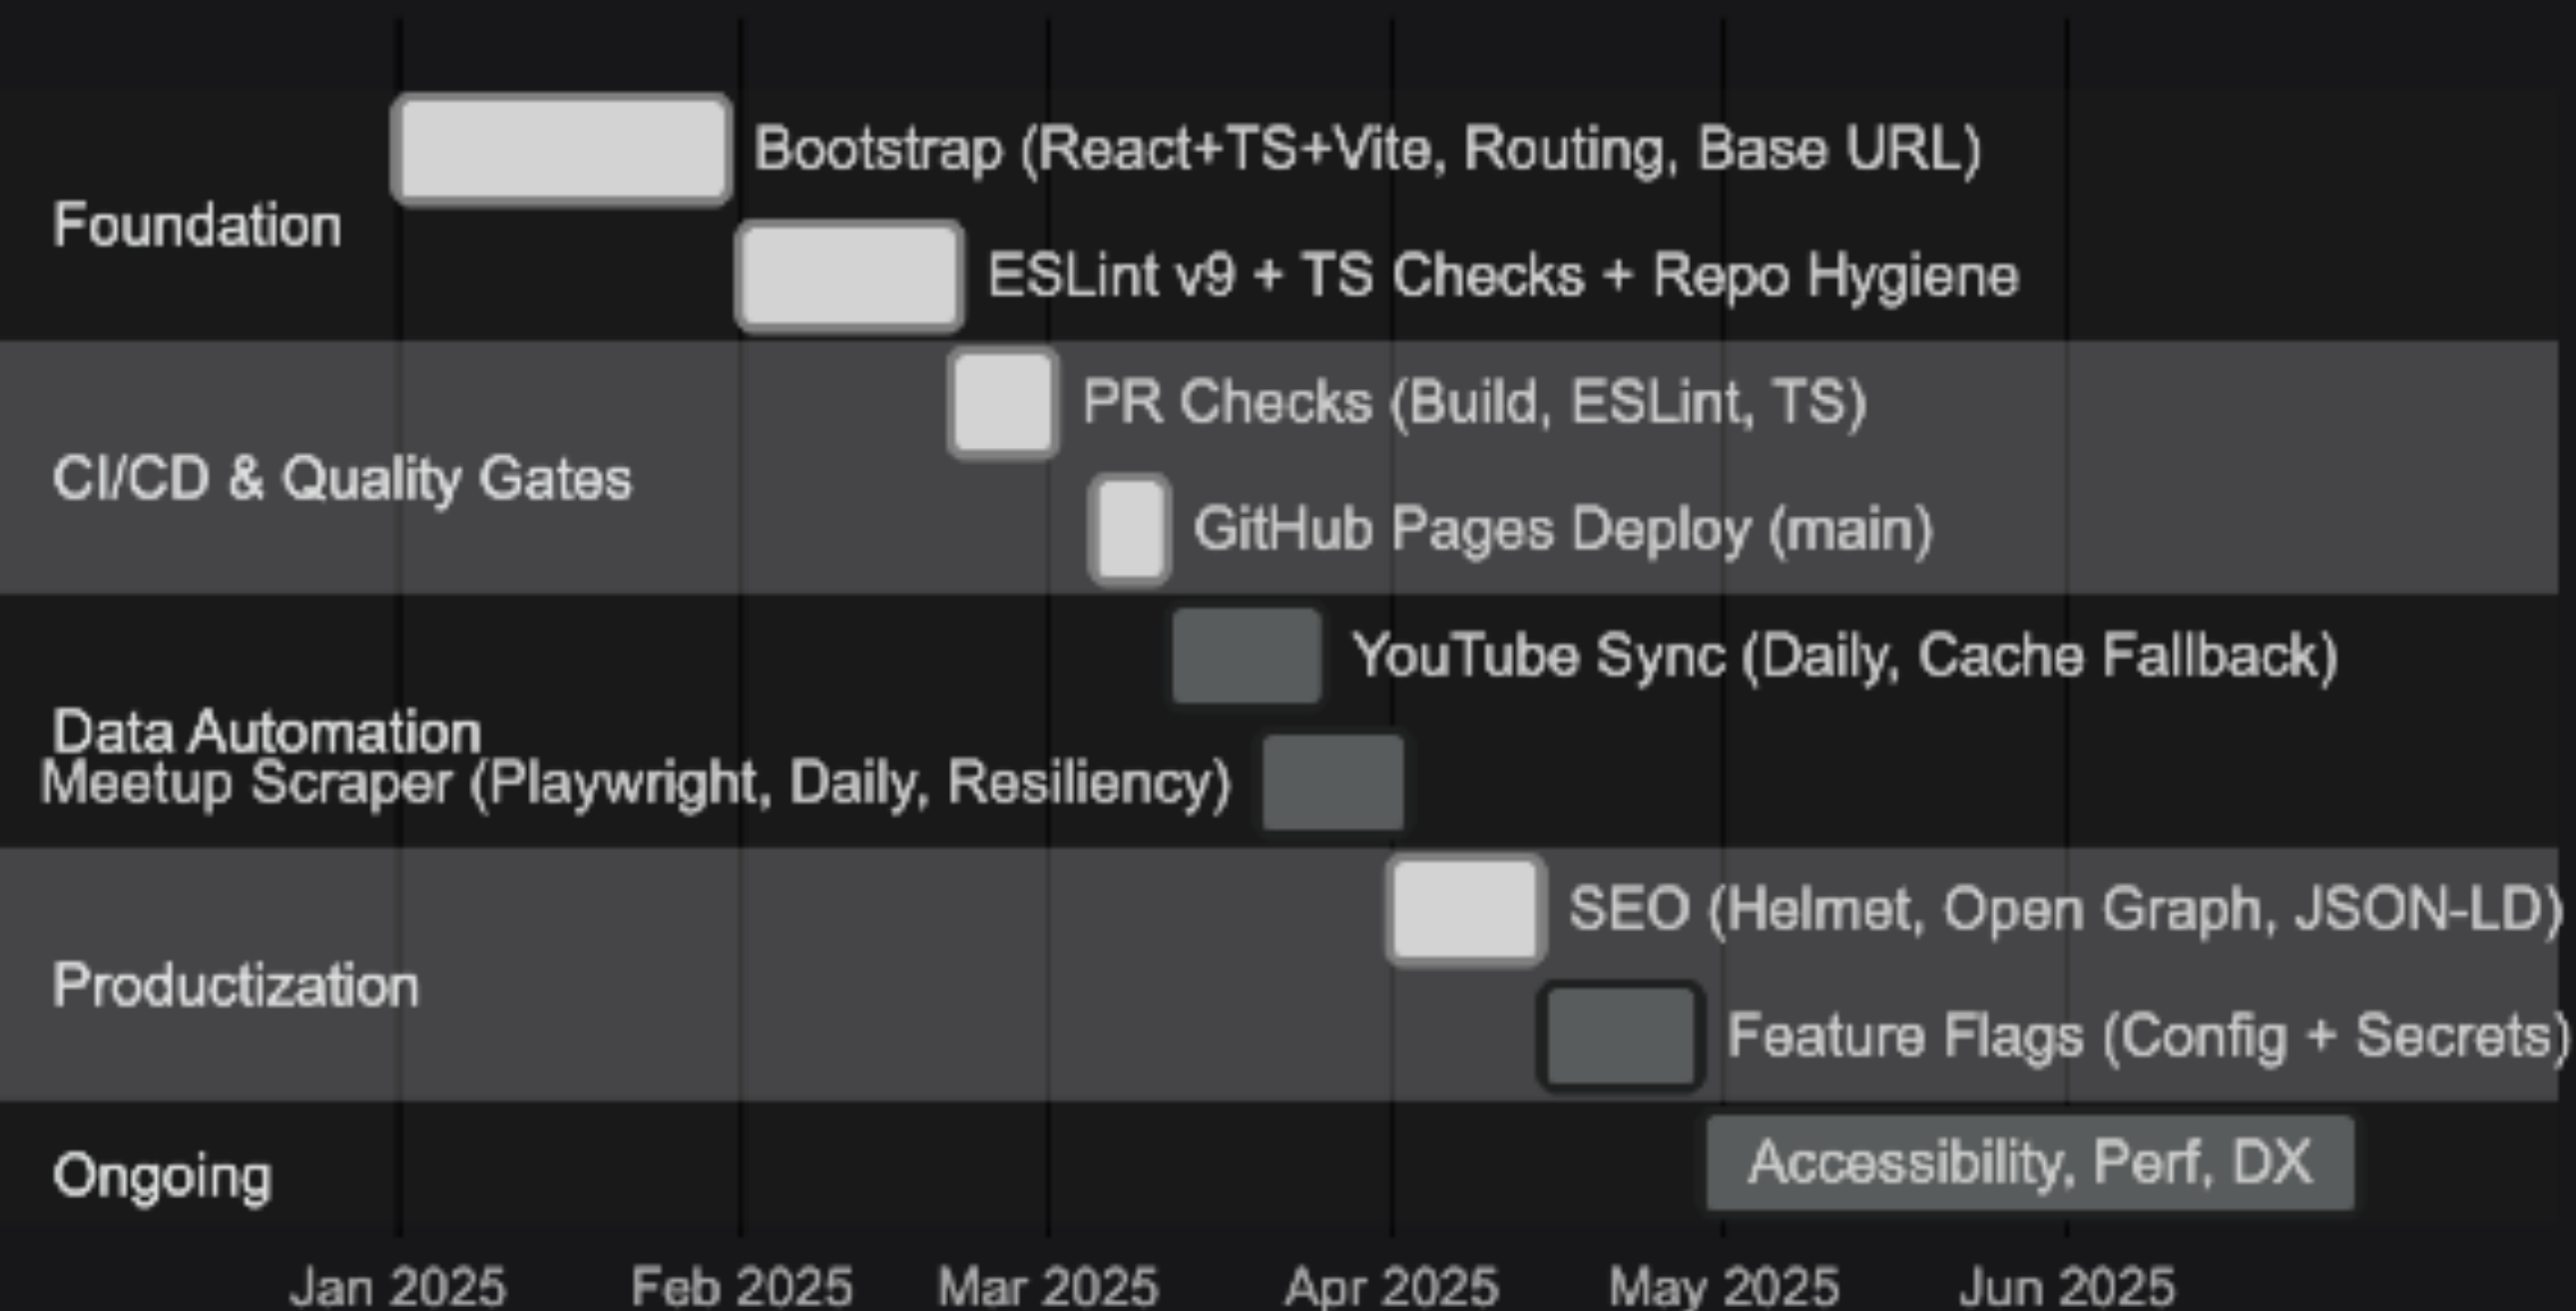 Bootstrap (React+TS+Vite, Routing, Base URL)
Foundation
ESLint v9 + TS Checks + Repo Hygiene
PR Checks (Build, ESLint, TS)
CI/CD & Quality Gates
GitHub Pages Deploy (main)
YouTube Sync (Daily, Cache Fallback)
Data Automation
Meetup Scraper (Playwright, Daily, Resiliency)
SEO (Helmet, Open Graph, JSON-LD)
Productization
Feature Flags (Config + Secrets)
Accessibility, Perf, DX
Ongoing
Jan 2025 Feb 2025 Mar 2025 Apr 2025 May 2025 Jun 2025